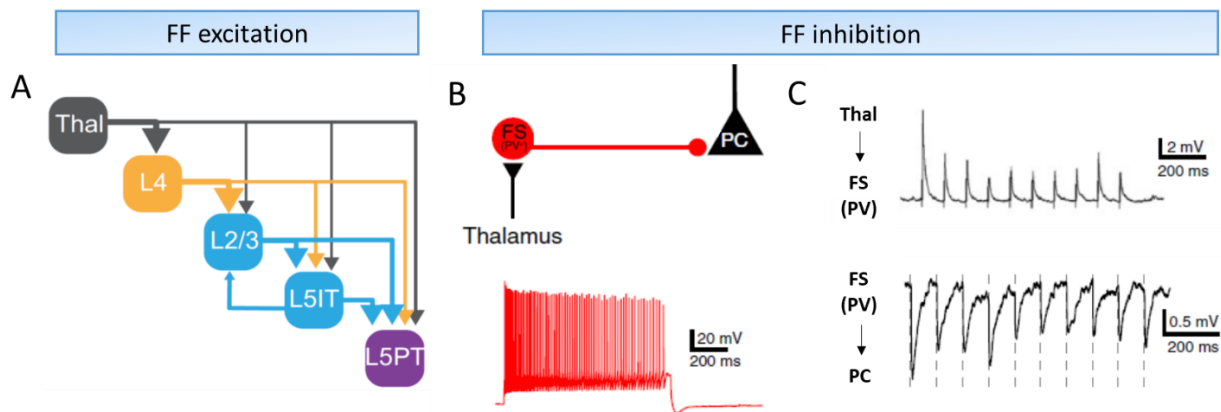 FF excitation
FF inhibition
A
Thal
L4
L2/3
L5IT
L5PT
B
FS
(PV⁺)
PC
Thalamus
20 mV
200 ms
C
Thal
FS
(PV)
2 mV
200 ms
FS
(PV)
PC
0.5 mV
200 ms